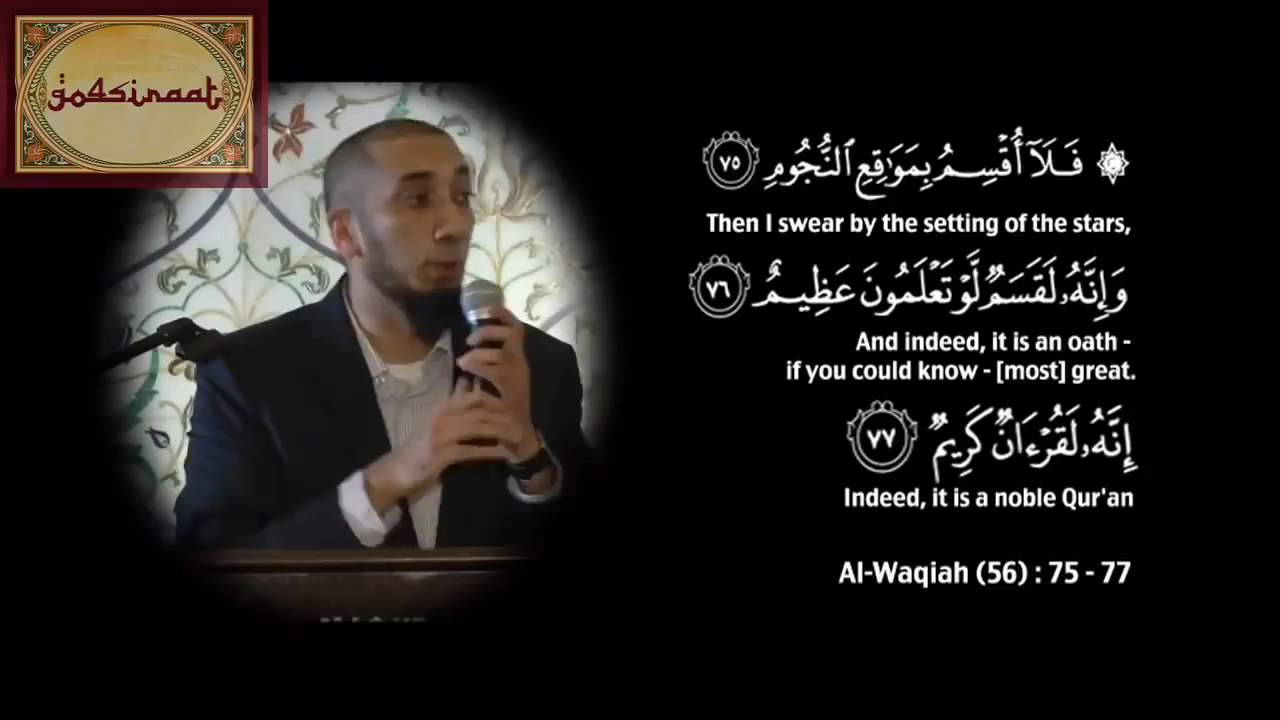 go4siraat
۞ فَلَآ أُقْسِمُ بِمَوَٰقِعِ ٱلنُّجُومِ ٧٥
Then I swear by the setting of the stars,
وَإِنَّهُۥ لَقَسَمٌ لَّوْ تَعْلَمُونَ عَظِيمٌ ٧٦
And indeed, it is an oath -
if you could know - [most] great.
إِنَّهُۥ لَقُرْءَانٌ كَرِيمٌ ٧٧
Indeed, it is a noble Qur'an
Al-Waqiah (56) : 75 - 77